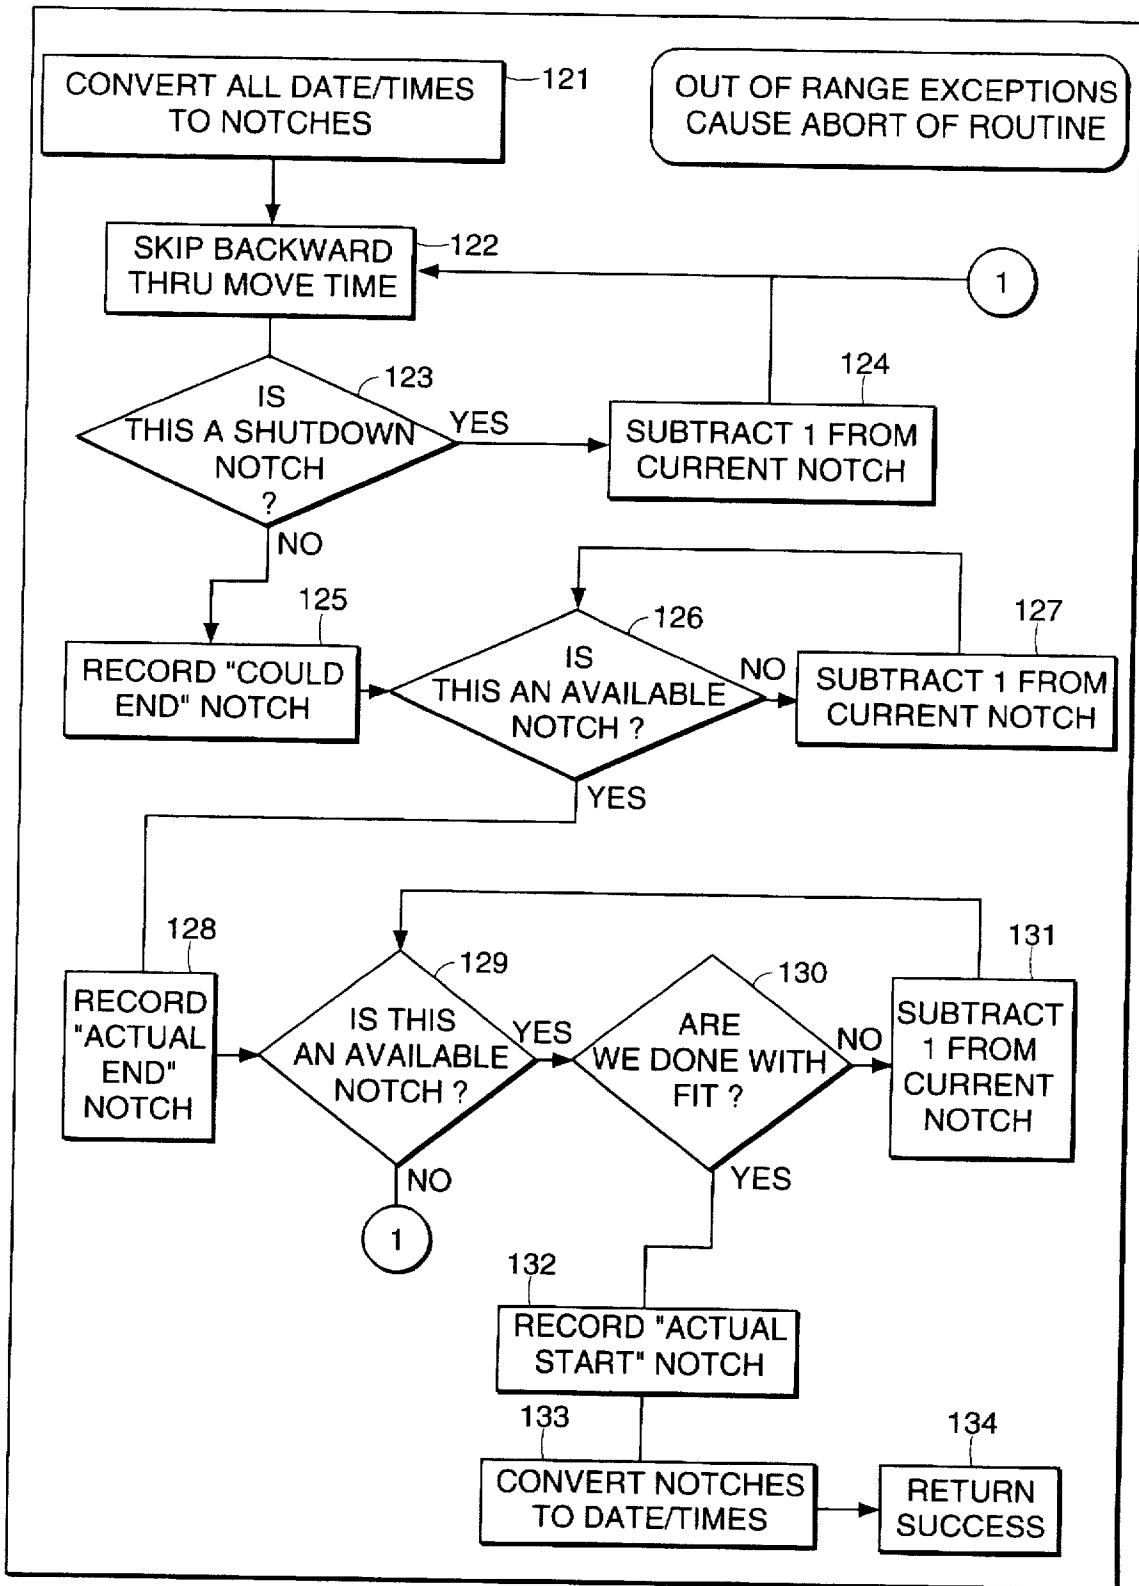 CONVERT ALL DATE/TIMES
TO NOTCHES
121
OUT OF RANGE EXCEPTIONS
CAUSE ABORT OF ROUTINE
SKIP BACKWARD
THRU MOVE TIME
122
1
IS
THIS A SHUTDOWN
NOTCH
?
123
YES
NO
124
SUBTRACT 1 FROM
CURRENT NOTCH
125
RECORD "COULD
END" NOTCH
126
IS
THIS AN AVAILABLE
NOTCH ?
NO
YES
127
SUBTRACT 1 FROM
CURRENT NOTCH
128
RECORD
"ACTUAL
END"
NOTCH
129
IS THIS
AN AVAILABLE
NOTCH ?
YES
NO
1
130
ARE
WE DONE WITH
FIT ?
NO
YES
131
SUBTRACT
1 FROM
CURRENT
NOTCH
132
RECORD "ACTUAL
START" NOTCH
133
CONVERT NOTCHES
TO DATE/TIMES
134
RETURN
SUCCESS